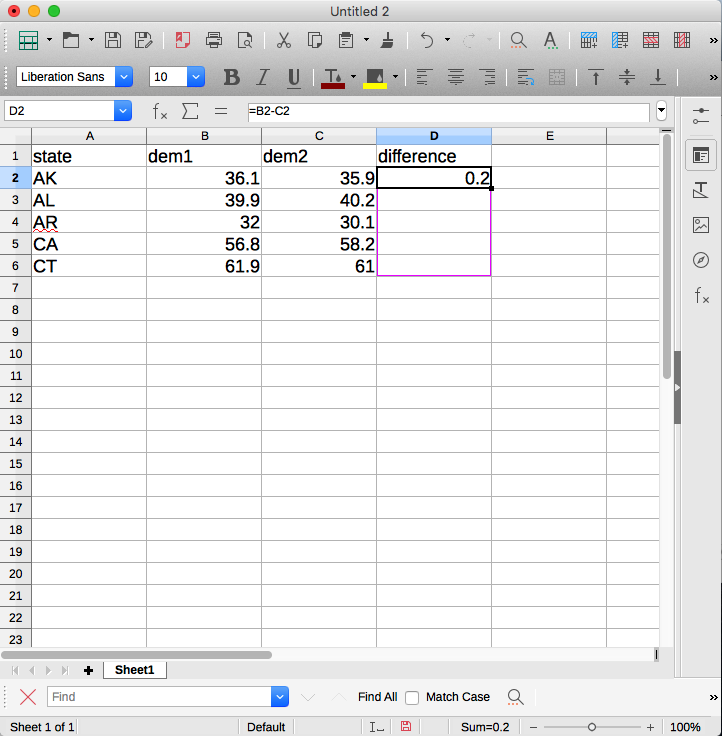 Untitled 2
Liberation Sans 10 B I U T
D2 fx Σ = =B2-C2
A B C D E
1 state dem1 dem2 difference
2 AK 36.1 35.9 0.2
3 AL 39.9 40.2
4 AR 32 30.1
5 CA 56.8 58.2
6 CT 61.9 61
7
8
9
10
11
12
13
14
15
16
17
18
19
20
21
22
23
Sheet1
Find Find All Match Case
Sheet 1 of 1 Default Sum=0.2 100%